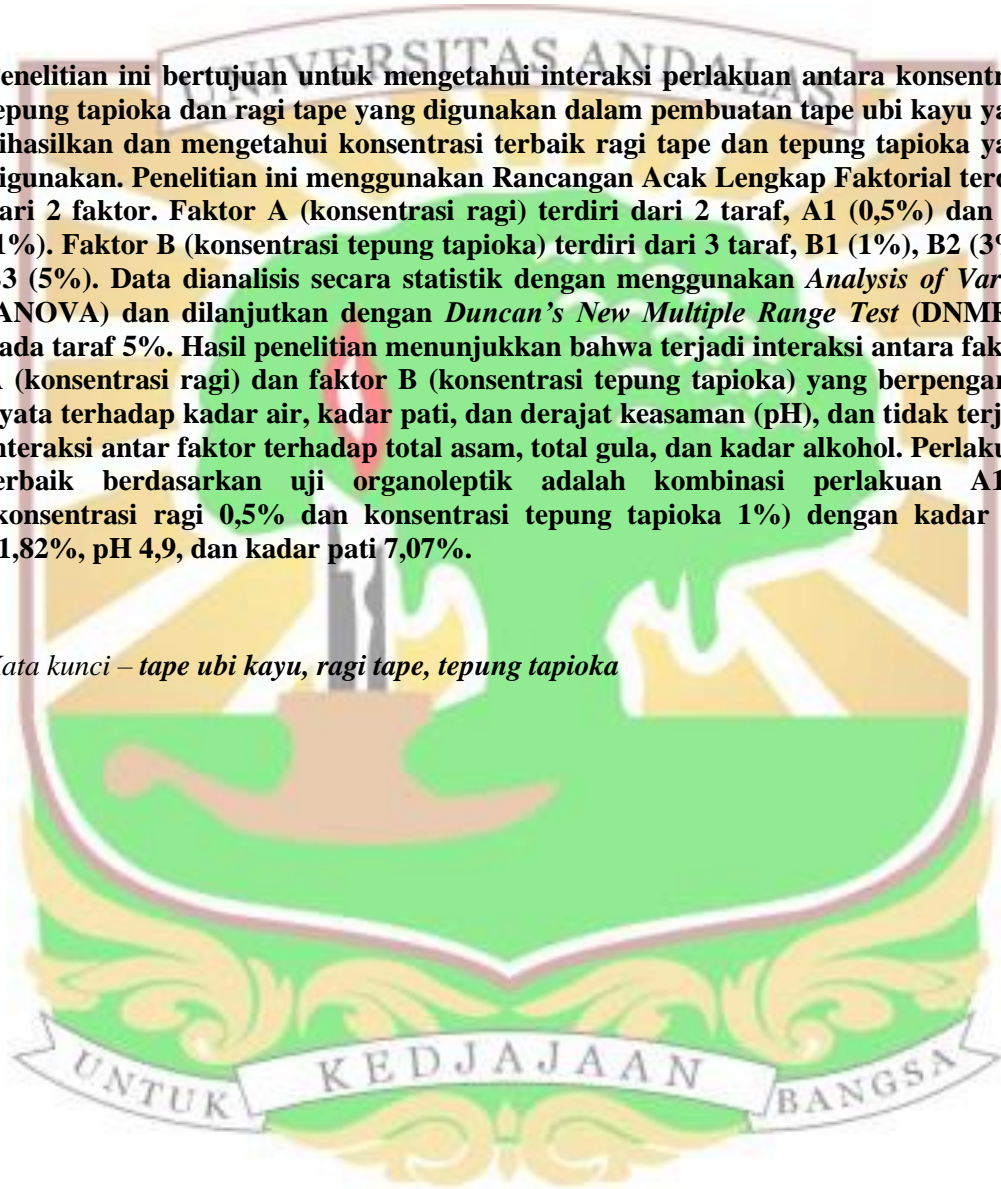 UNIVERSITAS ANDALAS
enelitian ini bertujuan untuk mengetahui interaksi perlakuan antara konsentr
epung tapioka dan ragi tape yang digunakan dalam pembuatan tape ubi kayu ya
ihasilkan dan mengetahui konsentrasi terbaik ragi tape dan tepung tapioka ya
igunakan. Penelitian ini menggunakan Rancangan Acak Lengkap Faktorial terd
ari 2 faktor. Faktor A (konsentrasi ragi) terdiri dari 2 taraf, A1 (0,5%) dan
1%). Faktor B (konsentrasi tepung tapioka) terdiri dari 3 taraf, B1 (1%), B2 (3%
3 (5%). Data dianalisis secara statistik dengan menggunakan Analysis of Var
ANOVA) dan dilanjutkan dengan Duncan’s New Multiple Range Test (DNMR
ada taraf 5%. Hasil penelitian menunjukkan bahwa terjadi interaksi antara fak
(konsentrasi ragi) dan faktor B (konsentrasi tepung tapioka) yang berpengar
yata terhadap kadar air, kadar pati, dan derajat keasaman (pH), dan tidak terj
nteraksi antar faktor terhadap total asam, total gula, dan kadar alkohol. Perlaku
erbaik berdasarkan uji organoleptik adalah kombinasi perlakuan A1
konsentrasi ragi 0,5% dan konsentrasi tepung tapioka 1%) dengan kadar
1,82%, pH 4,9, dan kadar pati 7,07%.
ata kunci – tape ubi kayu, ragi tape, tepung tapioka
UNTUK KEDJAJAAN BANGSA